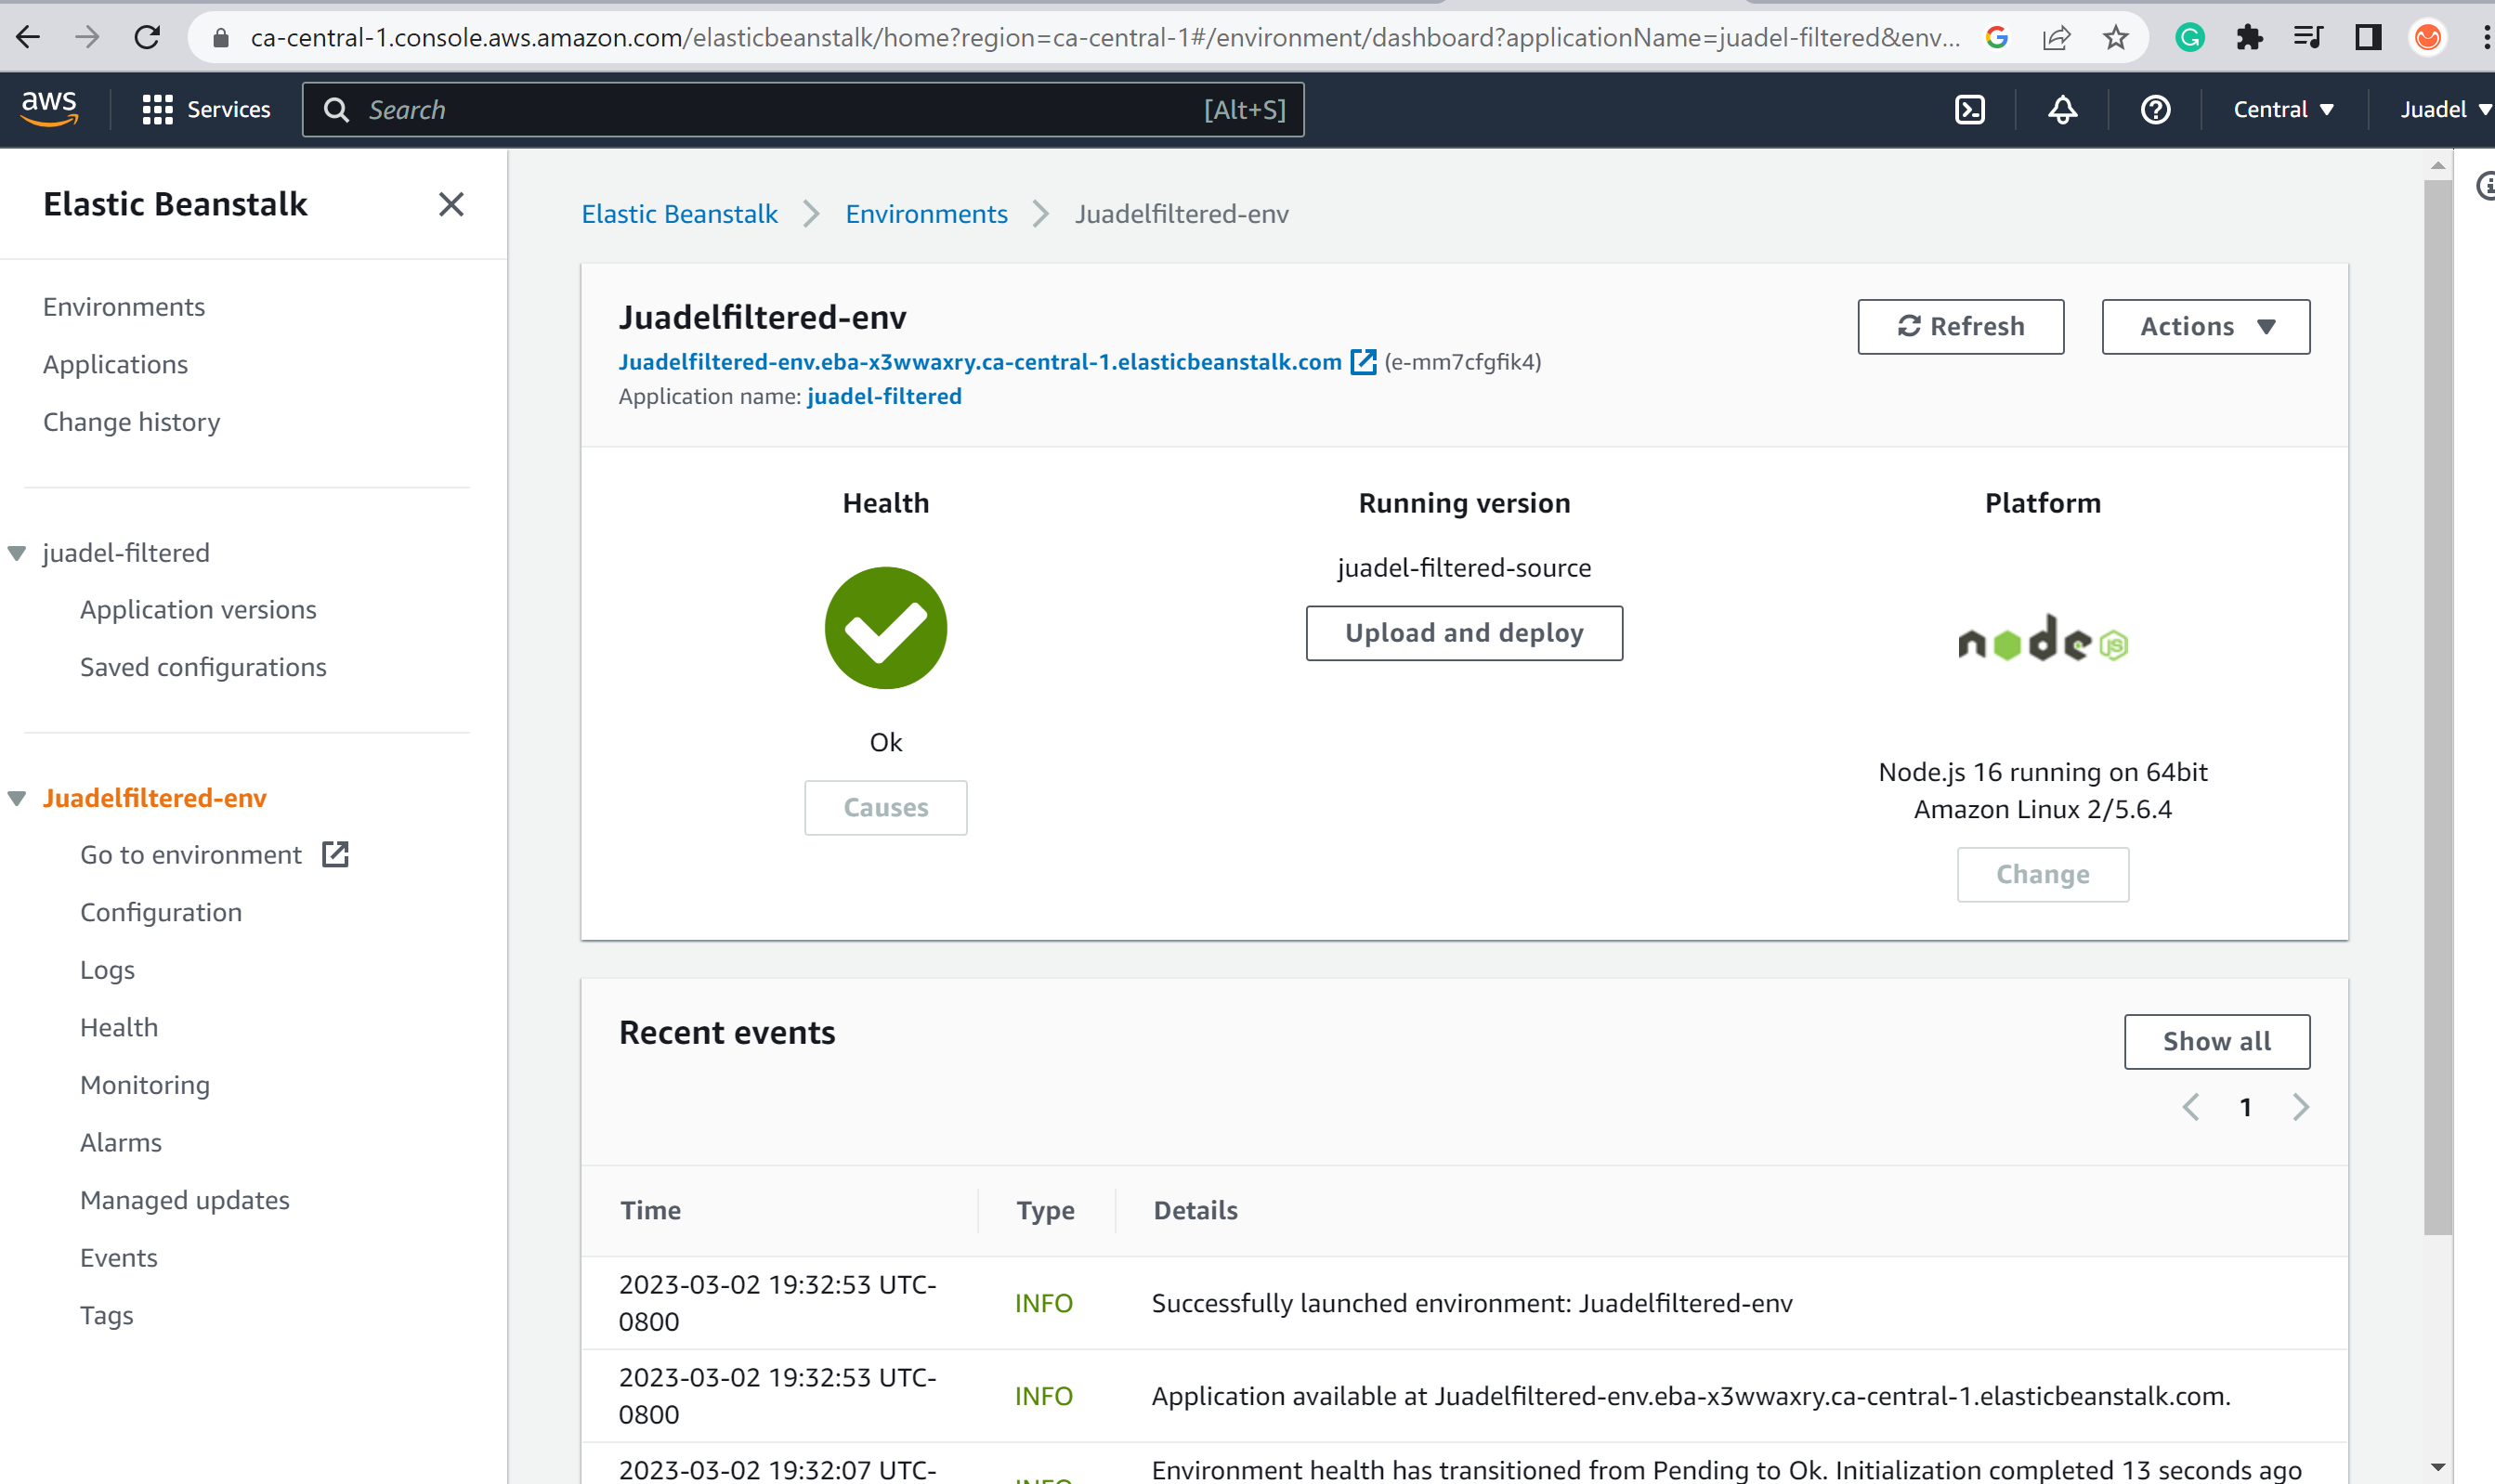 ca-central-1.console.aws.amazon.com/elasticbeanstalk/home?region=ca-central-1#/environment/dashboard?applicationName=juadel-filtered&env...
aws
Services
Search
[Alt+S]
Central
Juadel
Elastic Beanstalk
Environments
Applications
Change history
juadel-filtered
Application versions
Saved configurations
Juadelfiltered-env
Go to environment
Configuration
Logs
Health
Monitoring
Alarms
Managed updates
Events
Tags
Elastic Beanstalk > Environments > Juadelfiltered-env
Juadelfiltered-env
Juadelfiltered-env.eba-x3wwaxry.ca-central-1.elasticbeanstalk.com (e-mm7cfgfik4)
Application name: juadel-filtered
Refresh
Actions
Health
Ok
Causes
Running version
juadel-filtered-source
Upload and deploy
Platform
node JS
Node.js 16 running on 64bit
Amazon Linux 2/5.6.4
Change
Recent events
Show all
1
Time Type Details
2023-03-02 19:32:53 UTC-
0800
INFO
Successfully launched environment: Juadelfiltered-env
2023-03-02 19:32:53 UTC-
0800
INFO
Application available at Juadelfiltered-env.eba-x3wwaxry.ca-central-1.elasticbeanstalk.com.
2023-03-02 19:32:07 UTC-
Environment health has transitioned from Pending to Ok. Initialization completed 13 seconds ago